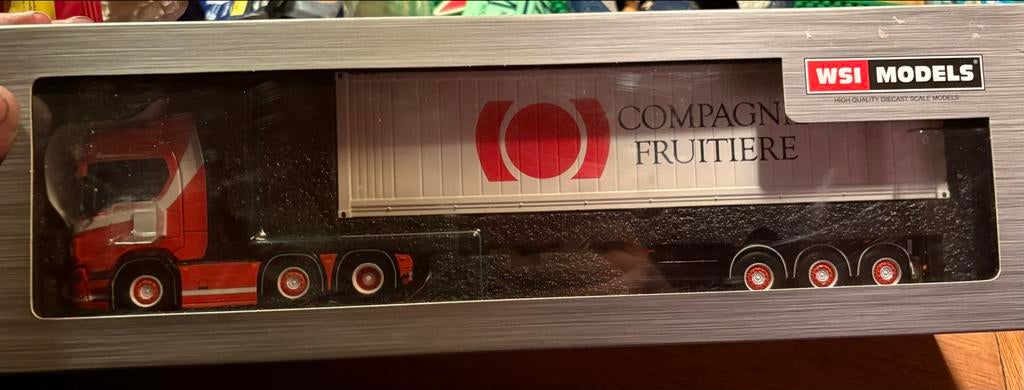 WSI MODELS®
HIGH QUALITY DIECAST SCALE MODELS
COMPAGNI
FRUITIERE